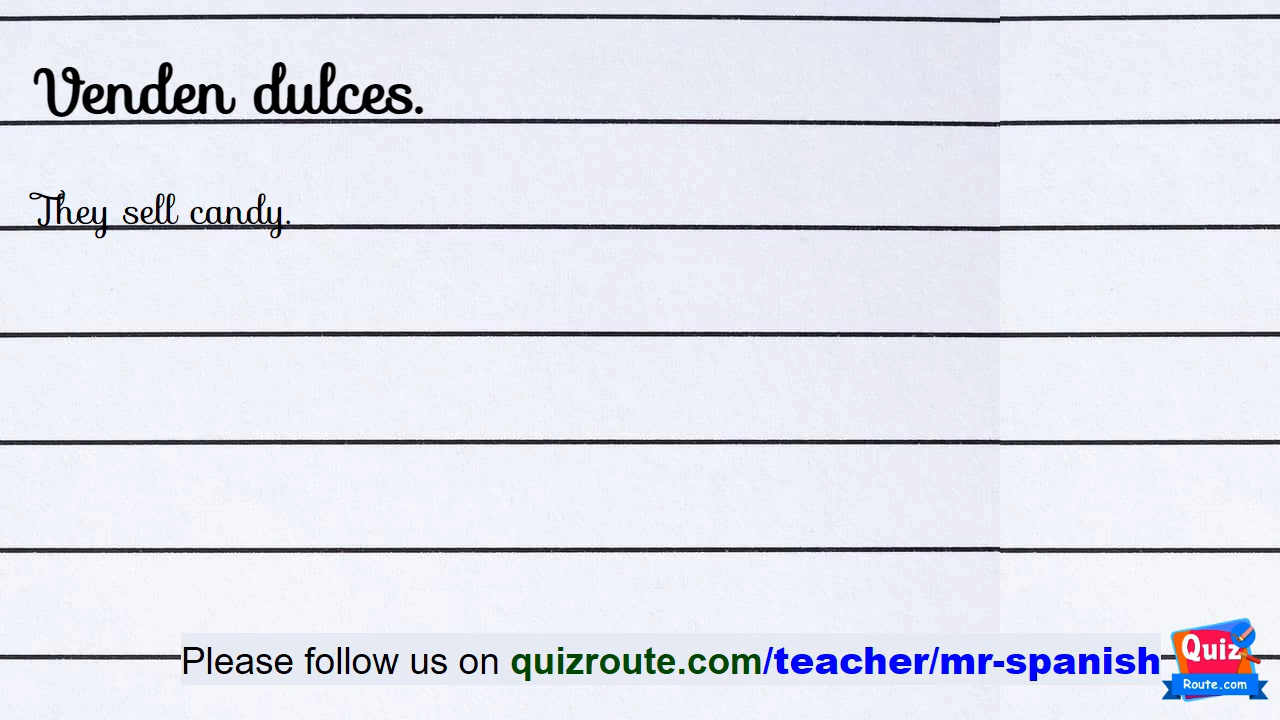 Venden dulces.
They sell candy.
Please follow us on quizroute.com/teacher/mr-spanish
Quiz
Route.com